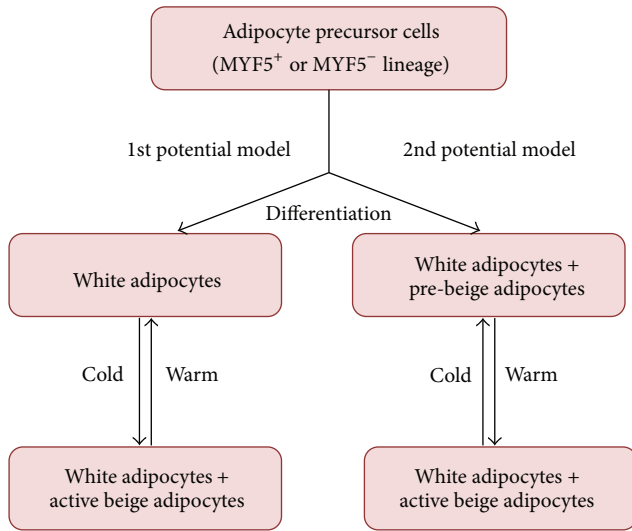 Adipocyte precursor cells
(MYF5⁺ or MYF5⁻ lineage)
1st potential model
2nd potential model
Differentiation
White adipocytes
White adipocytes +
pre-beige adipocytes
Cold
Warm
Cold
Warm
White adipocytes +
active beige adipocytes
White adipocytes +
active beige adipocytes